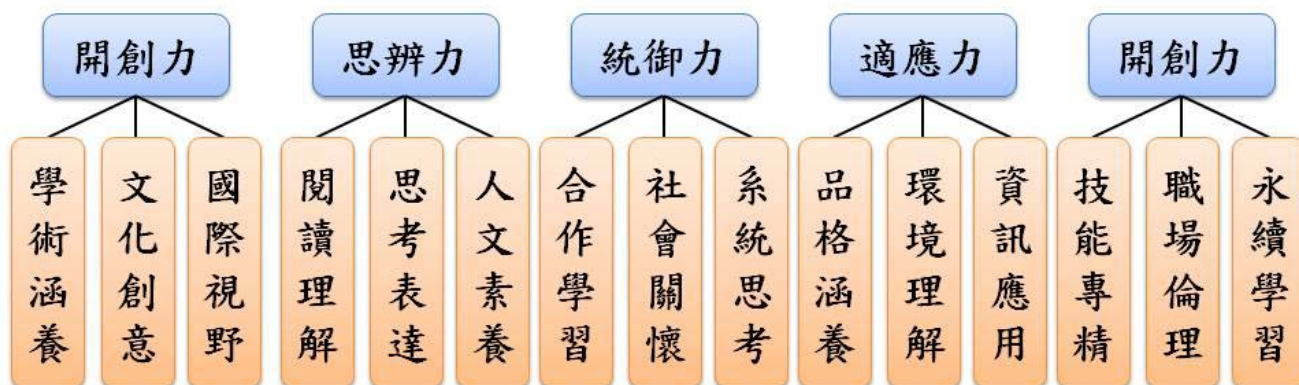 開創力
學術涵養
文化創意
國際視野
思辨力
閱讀理解
思考表達
人文素養
統御力
合作學習
社會關懷
系統思考
適應力
品格涵養
環境理解
資訊應用
開創力
技能專精
職場倫理
永續學習